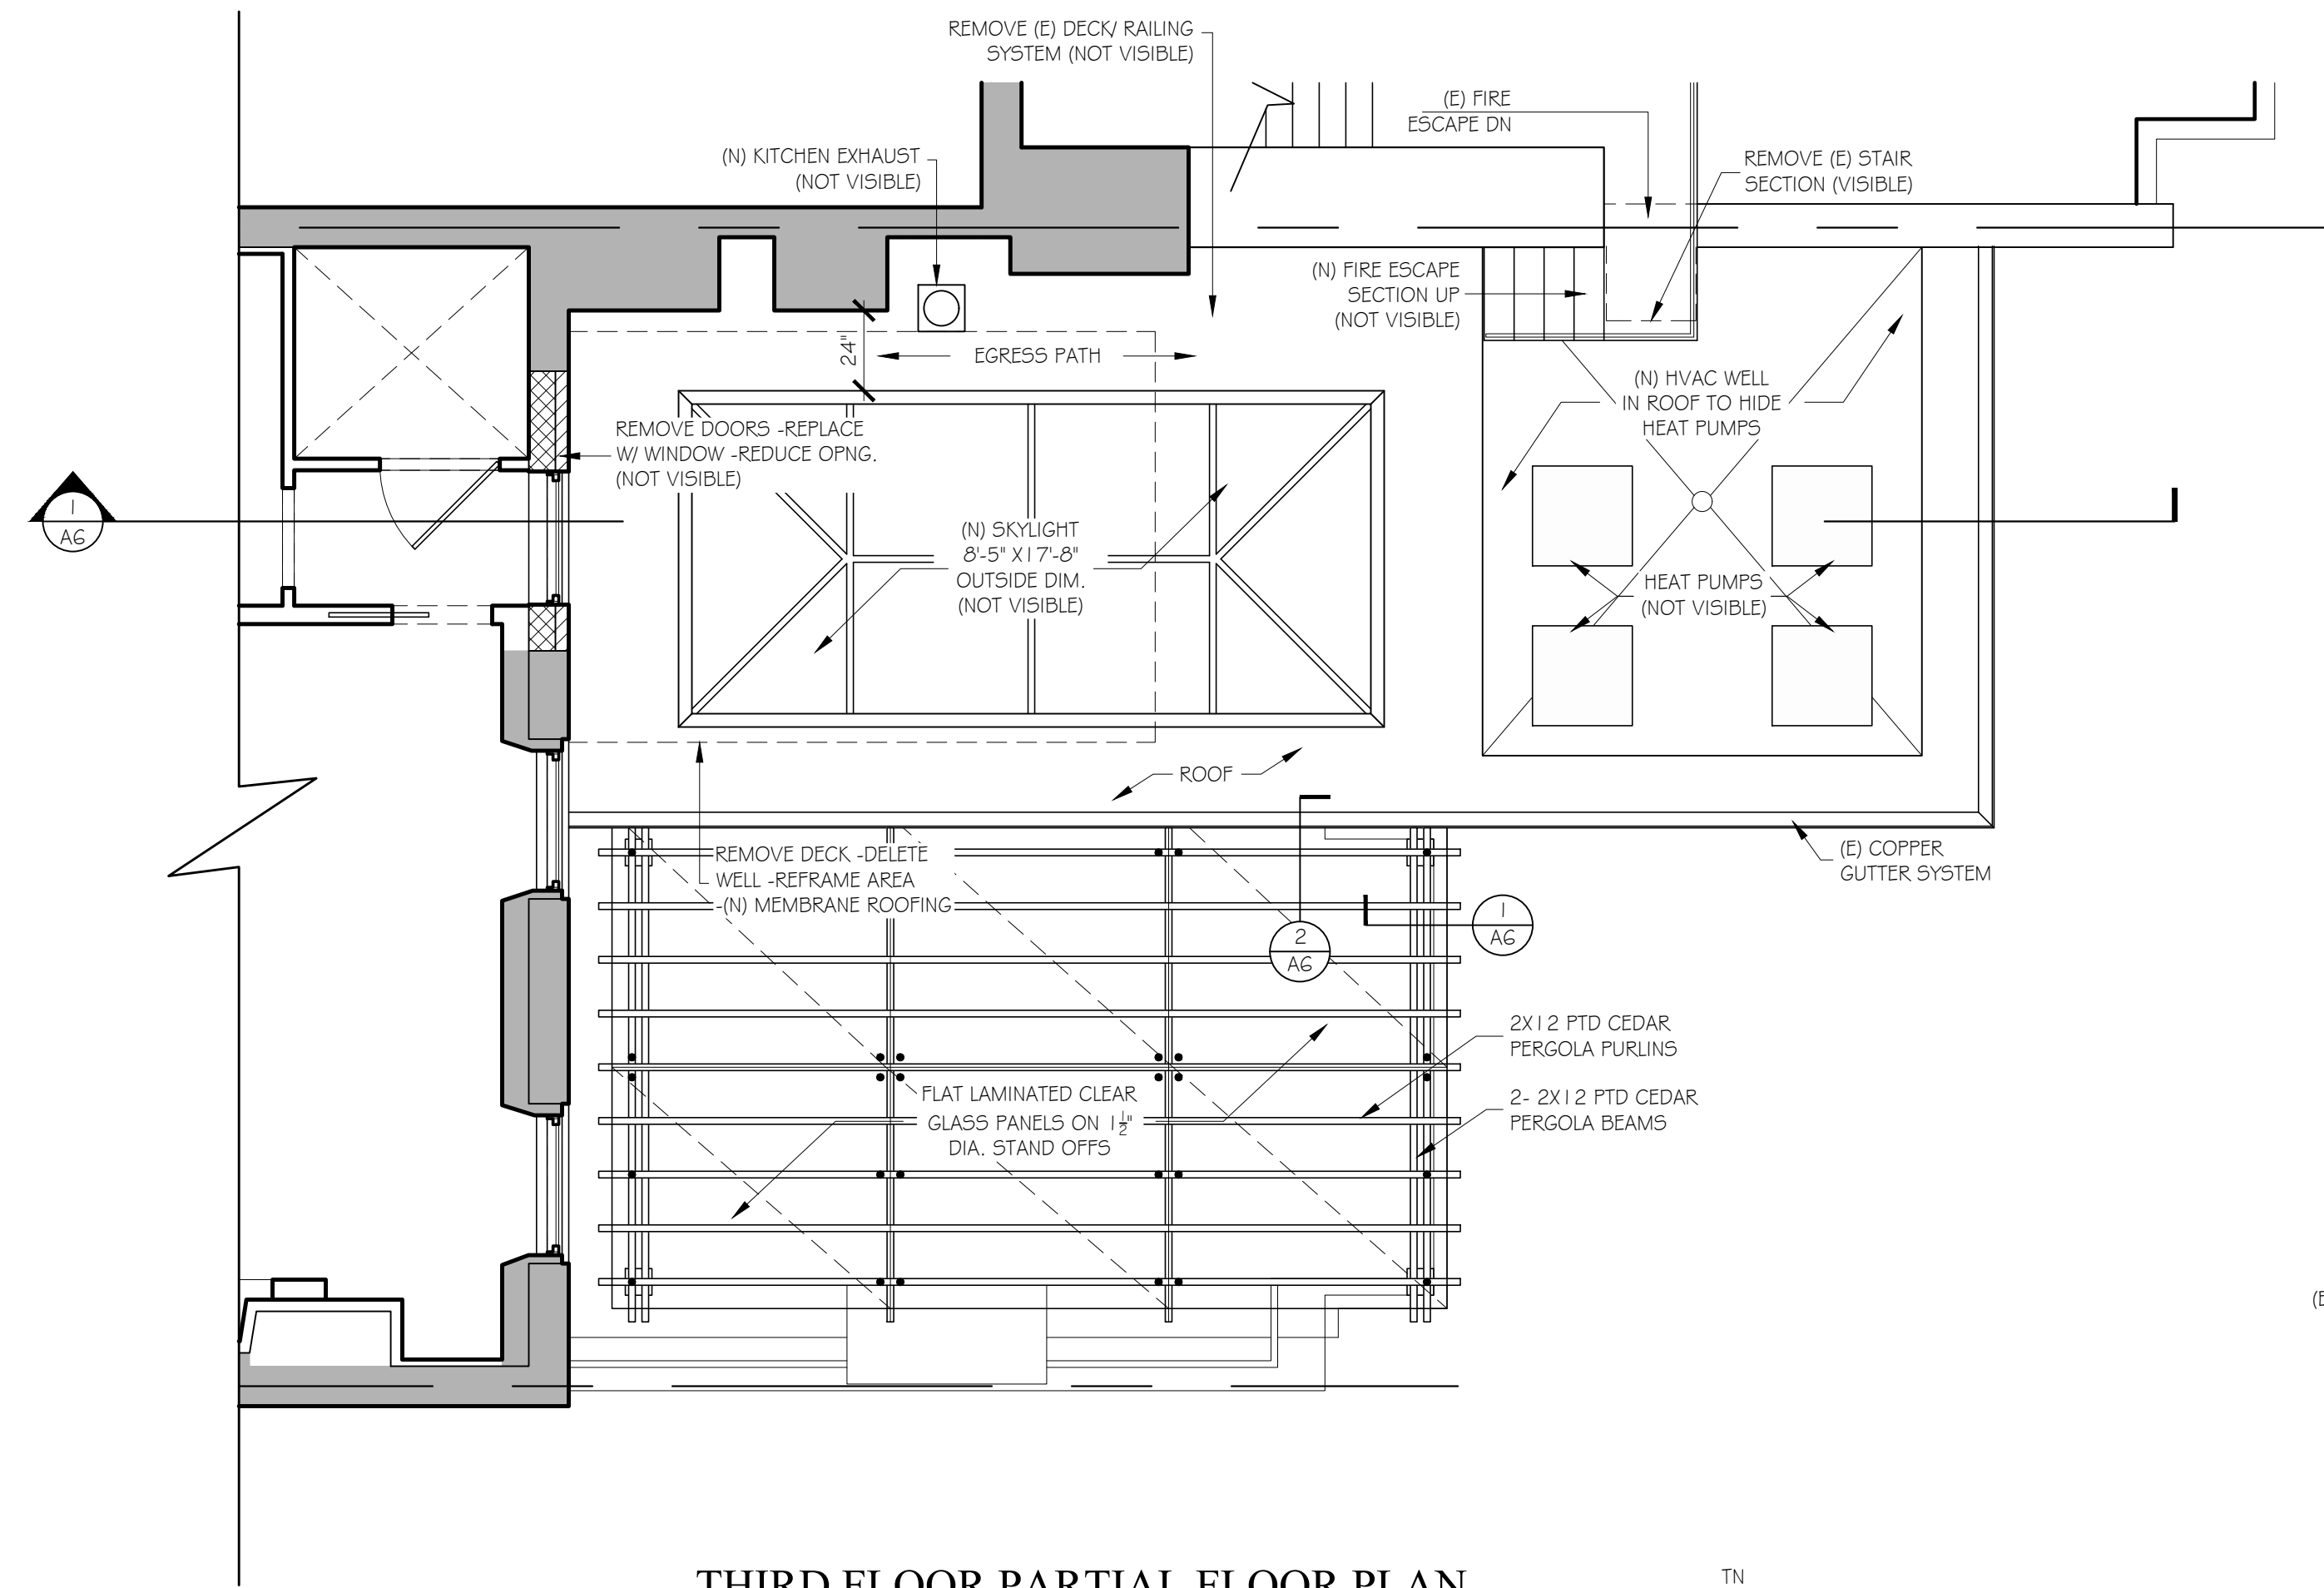 REMOVE (E) DECK/ RAILING
SYSTEM (NOT VISIBLE)
(E) FIRE
ESCAPE DN
(N) KITCHEN EXHAUST
(NOT VISIBLE)
REMOVE (E) STAIR
SECTION (VISIBLE)
(N) FIRE ESCAPE
SECTION UP
(NOT VISIBLE)
24"
EGRESS PATH
(N) HVAC WELL
IN ROOF TO HIDE
HEAT PUMPS
REMOVE DOORS -REPLACE
W/ WINDOW -REDUCE OPNG.
(NOT VISIBLE)
1
A6
(N) SKYLIGHT
8'-5" X17'-8"
OUTSIDE DIM.
(NOT VISIBLE)
HEAT PUMPS
(NOT VISIBLE)
ROOF
REMOVE DECK -DELETE
WELL -REFRAME AREA
-(N) MEMBRANE ROOFING
(E) COPPER
GUTTER SYSTEM
2
A6
1
A6
2X12 PTD CEDAR
PERGOLA PURLINS
FLAT LAMINATED CLEAR
GLASS PANELS ON 1½"
DIA. STAND OFFS
2- 2X12 PTD CEDAR
PERGOLA BEAMS
THIRD FLOOR PARTIAL FLOOR PLAN
TN